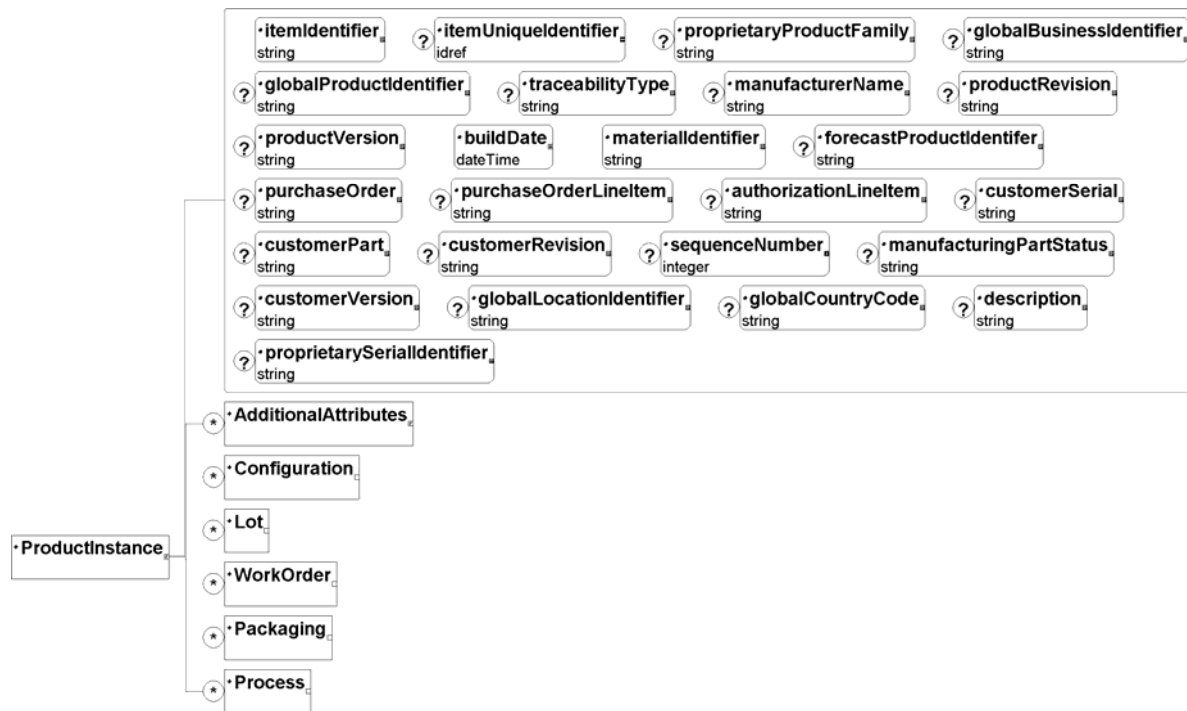 itemIdentifier itemUniqueIdentifier proprietaryProductFamily globalBusinessIdentifier
string ? idref ? string ? string
globalProductIdentifier traceabilityType manufacturerName productRevision
? string ? string ? string ? string
productVersion buildDate materialIdentifier forecastProductIdentifer
? string dateTime string ? string
purchaseOrder purchaseOrderLineItem authorizationLineItem customerSerial
? string ? string ? string ? string
customerPart customerRevision sequenceNumber manufacturingPartStatus
? string ? string ? integer ? string
customerVersion globalLocationIdentifier globalCountryCode description
? string ? string ? string ? string
proprietarySerialIdentifier
? string
* AdditionalAttributes
* Configuration
* Lot
ProductInstance
* WorkOrder
* Packaging
* Process